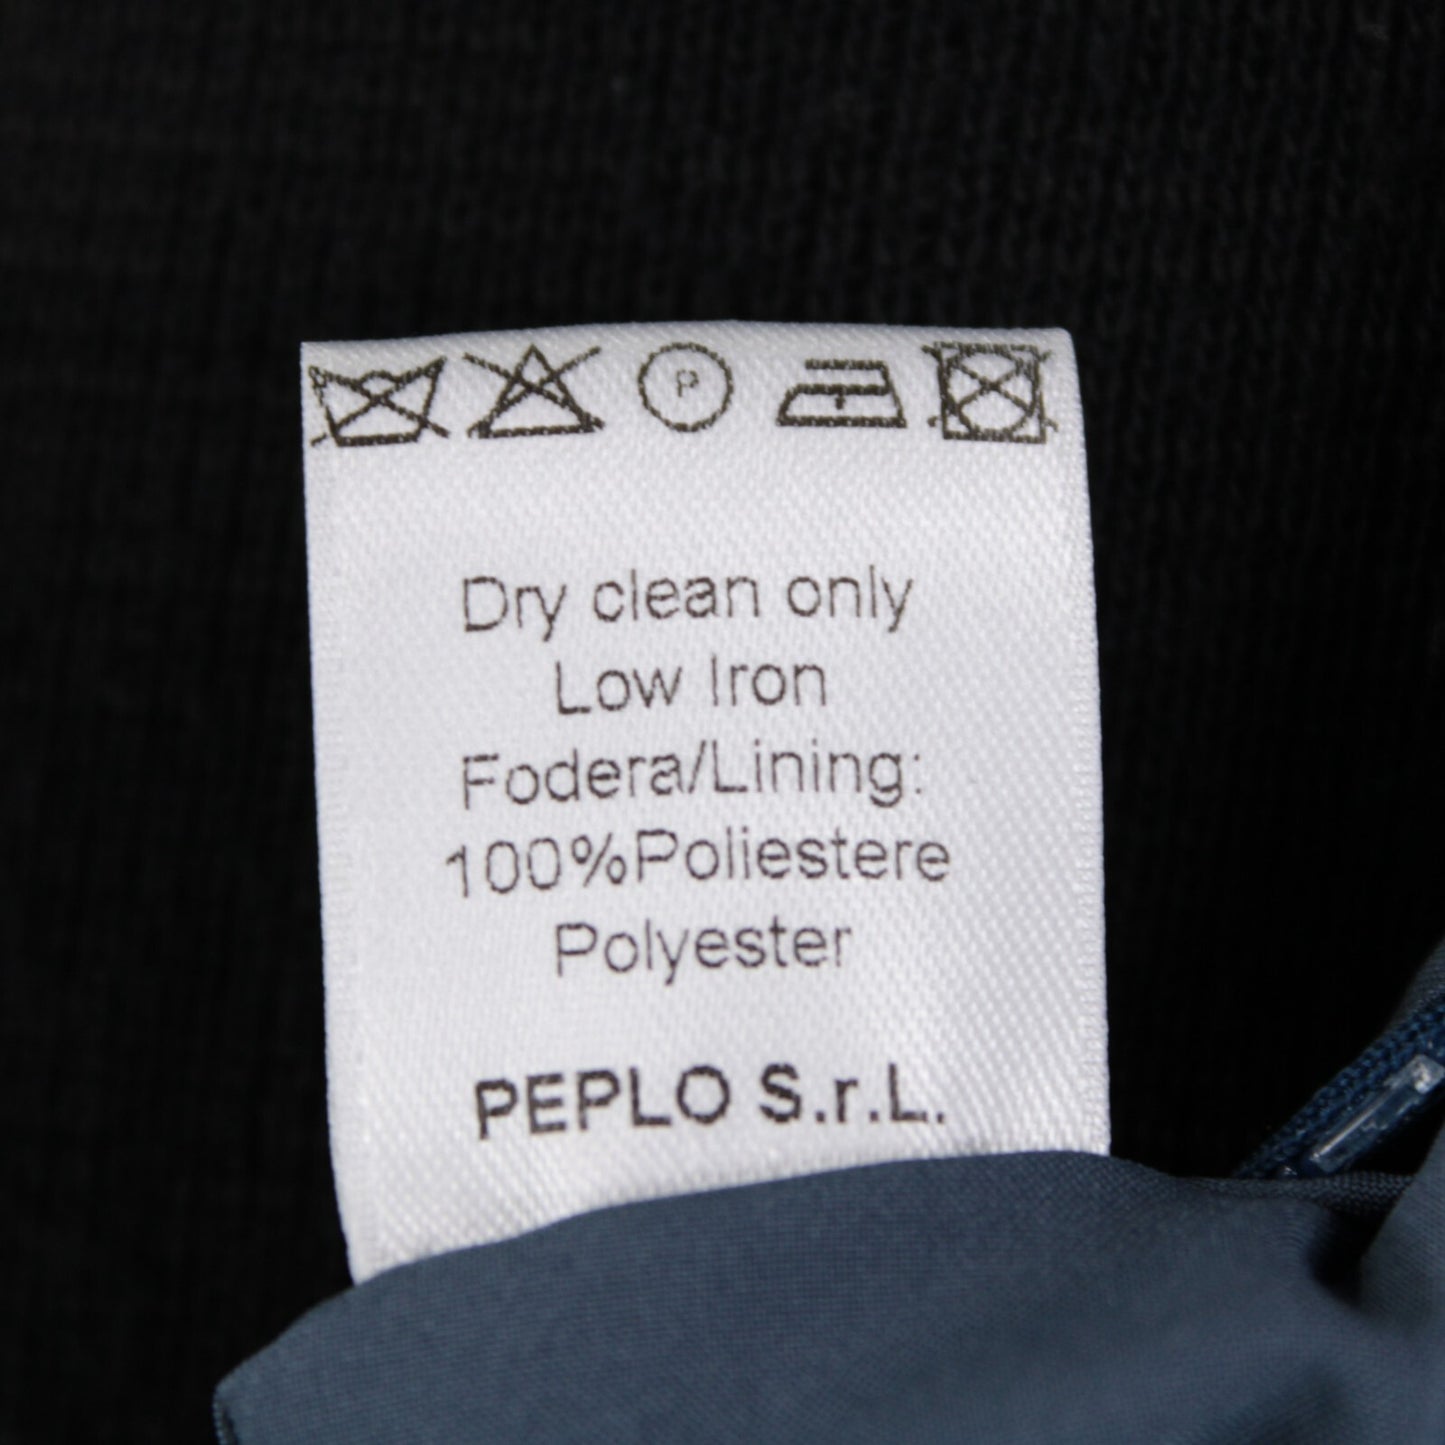 P
Dry clean only
Low Iron
Fodera/Lining:
100%Poliestere
Polyester
PEPLO S.r.L.